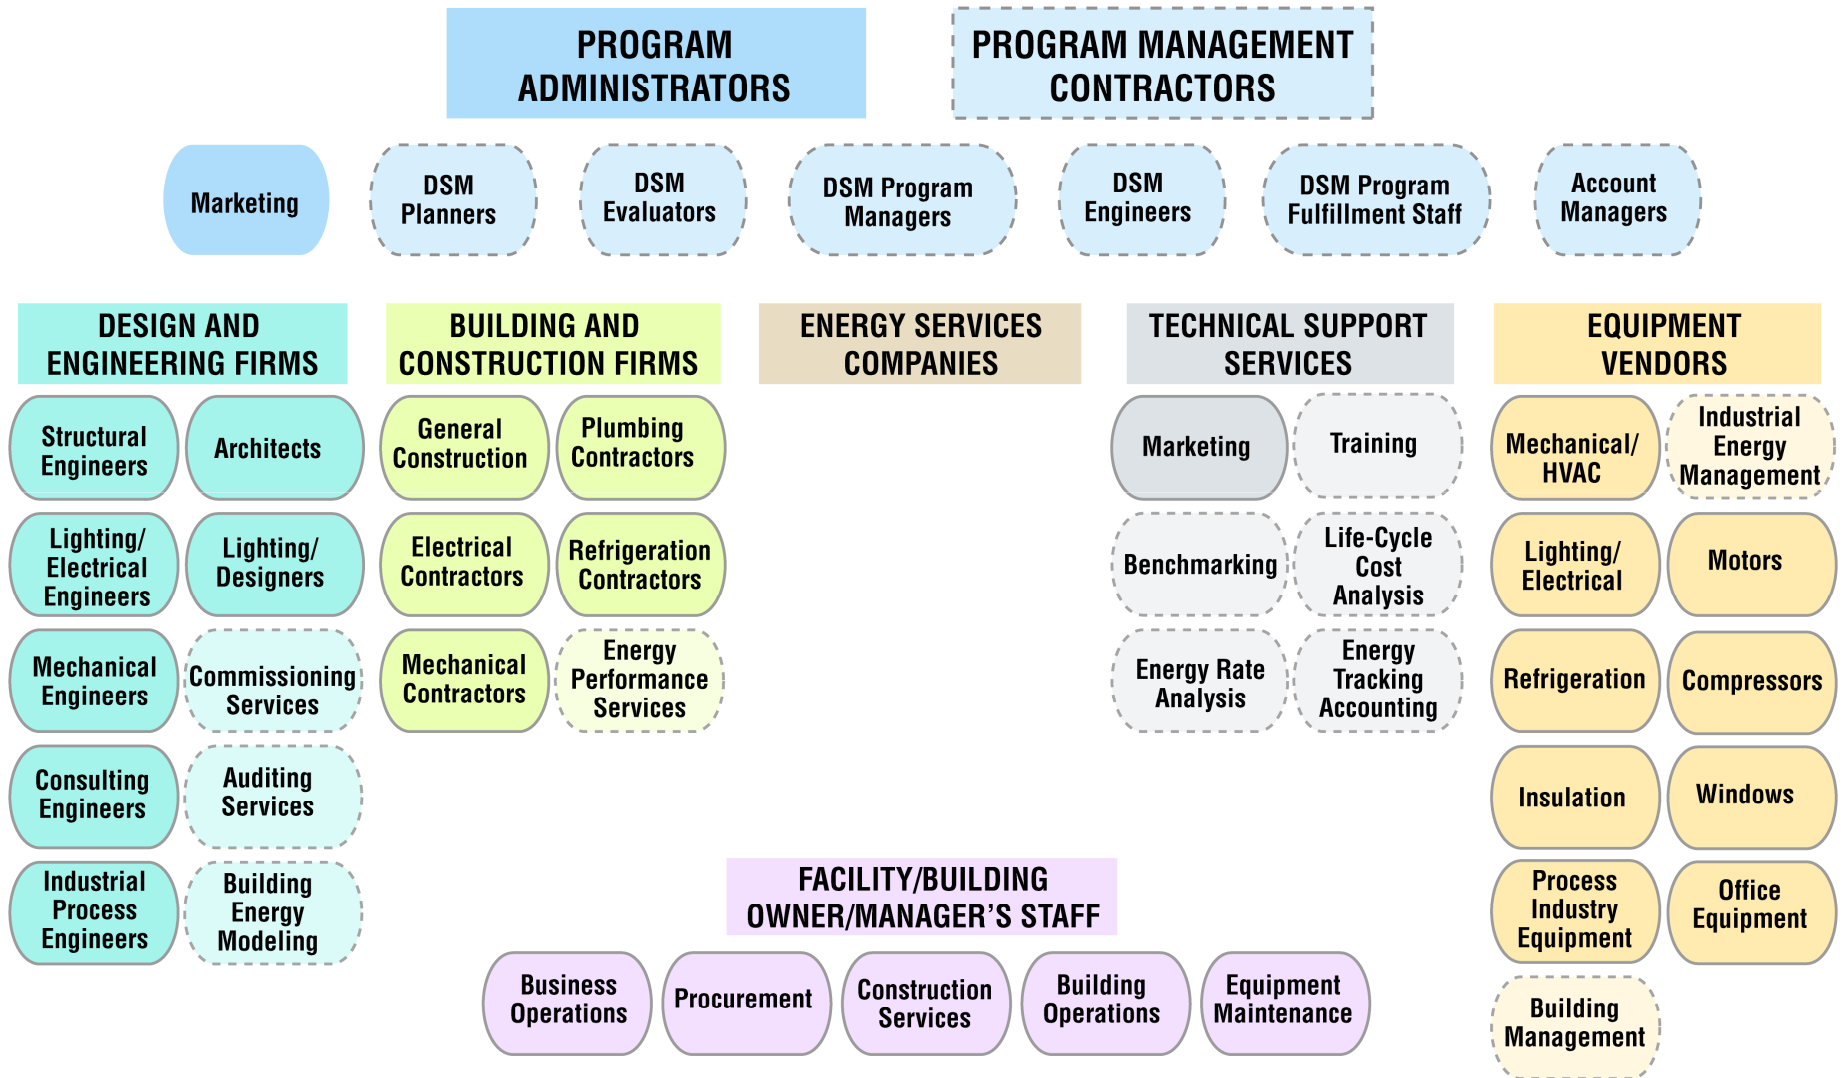 PROGRAM
ADMINISTRATORS
PROGRAM MANAGEMENT
CONTRACTORS
Marketing
DSM
Planners
DSM
Evaluators
DSM Program
Managers
DSM
Engineers
DSM Program
Fulfillment Staff
Account
Managers
DESIGN AND
ENGINEERING FIRMS
Structural
Engineers
Architects
Lighting/
Electrical
Engineers
Lighting/
Designers
Mechanical
Engineers
Commissioning
Services
Consulting
Engineers
Auditing
Services
Industrial
Process
Engineers
Building
Energy
Modeling
BUILDING AND
CONSTRUCTION FIRMS
General
Construction
Plumbing
Contractors
Electrical
Contractors
Refrigeration
Contractors
Mechanical
Contractors
Energy
Performance
Services
ENERGY SERVICES
COMPANIES
TECHNICAL SUPPORT
SERVICES
Marketing
Training
Benchmarking
Life-Cycle
Cost
Analysis
Energy Rate
Analysis
Energy
Tracking
Accounting
EQUIPMENT
VENDORS
Mechanical/
HVAC
Industrial
Energy
Management
Lighting/
Electrical
Motors
Refrigeration
Compressors
Insulation
Windows
Process
Industry
Equipment
Office
Equipment
Building
Management
FACILITY/BUILDING
OWNER/MANAGER’S STAFF
Business
Operations
Procurement
Construction
Services
Building
Operations
Equipment
Maintenance